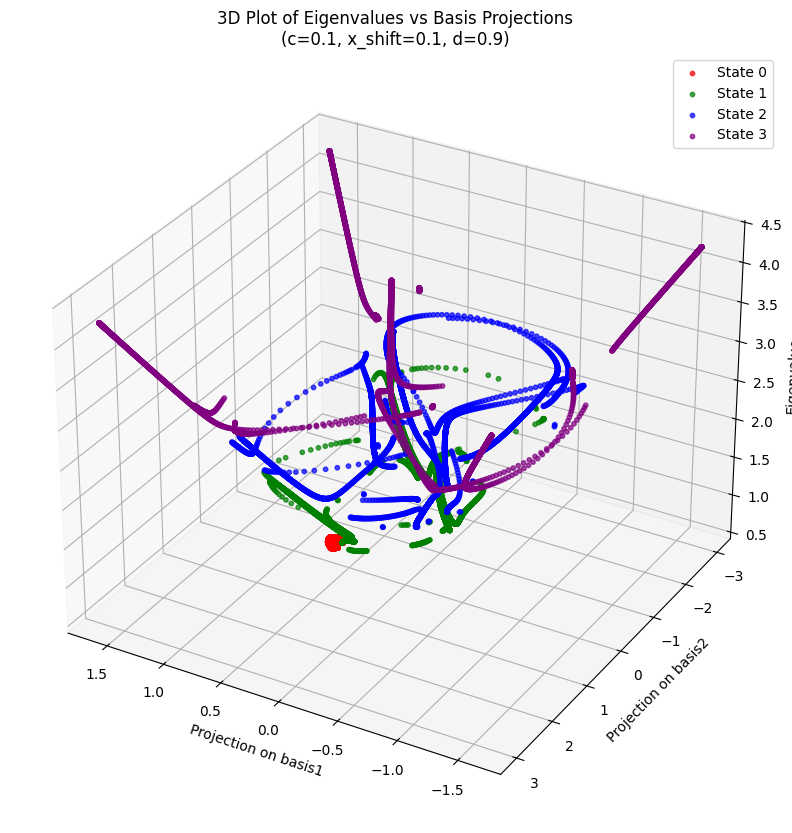 3D Plot of Eigenvalues vs Basis Projections
(c=0.1, x_shift=0.1, d=0.9)
State 0
State 1
State 2
State 3
4.5
4.0
3.5
3.0
2.5
2.0
1.5
1.0
0.5
Eigenvalue
−3
−2
−1
0
1
2
3
Projection on basis2
1.5
1.0
0.5
0.0
−0.5
−1.0
−1.5
Projection on basis1